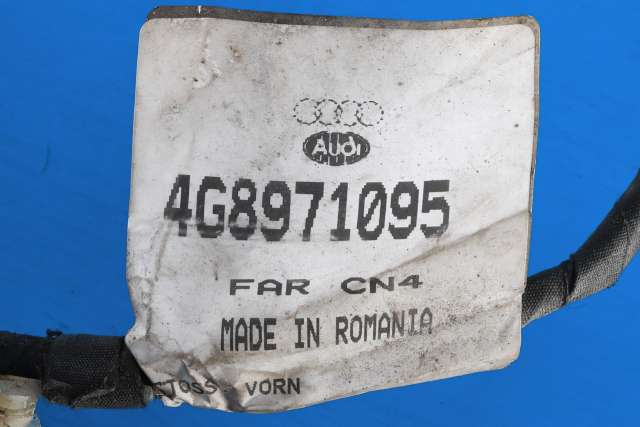 Audi
4G8971095
FAR CN4
MADE IN ROMANIA
VORN